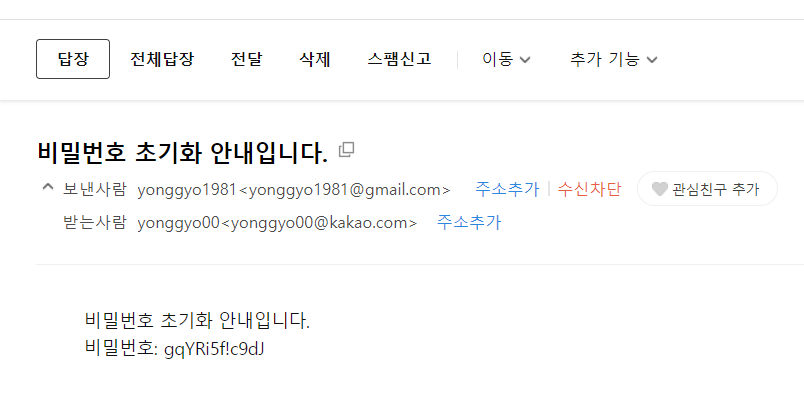 답장 전체답장 전달 삭제 스팸신고 이동 추가 기능
비밀번호 초기화 안내입니다.
보낸사람 yonggyo1981<yonggyo1981@gmail.com> 주소추가 수신차단 관심친구 추가
받는사람 yonggyo00<yonggyo00@kakao.com> 주소추가
비밀번호 초기화 안내입니다.
비밀번호: gqYRi5f!c9dJ